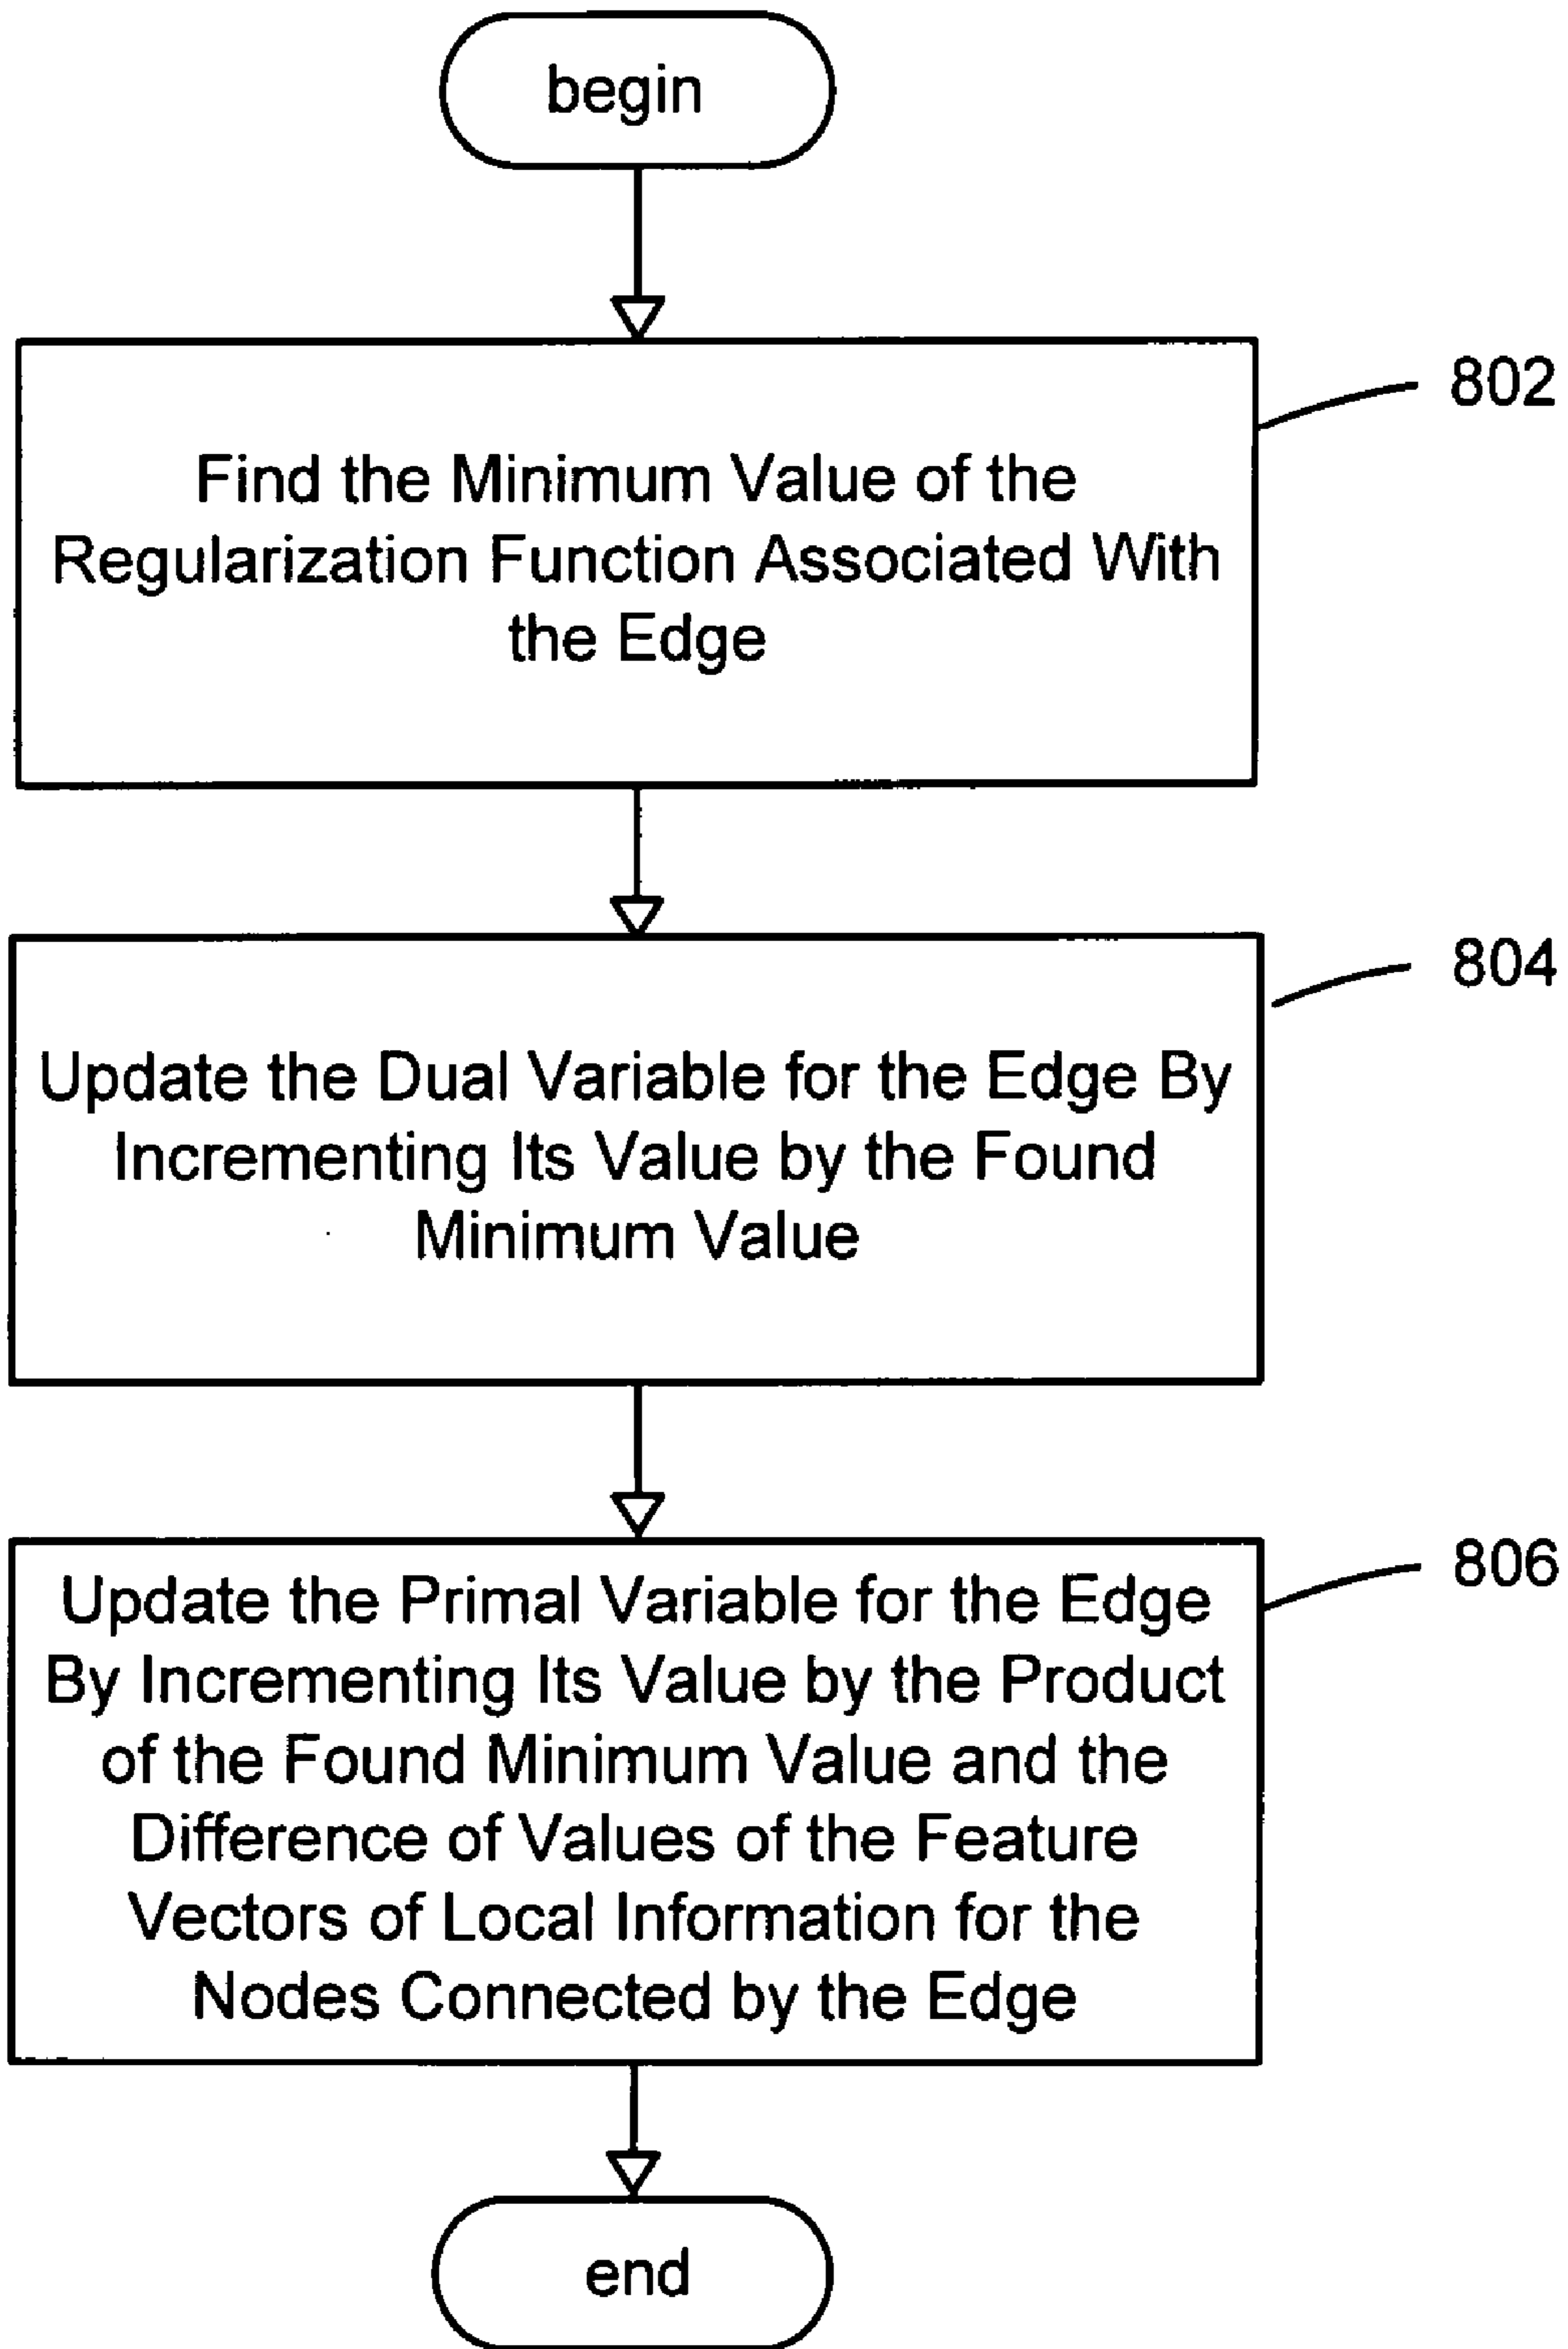 begin
802
Find the Minimum Value of the
Regularization Function Associated With
the Edge
804
Update the Dual Variable for the Edge By
Incrementing Its Value by the Found
Minimum Value
806
Update the Primal Variable for the Edge
By Incrementing Its Value by the Product
of the Found Minimum Value and the
Difference of Values of the Feature
Vectors of Local Information for the
Nodes Connected by the Edge
end